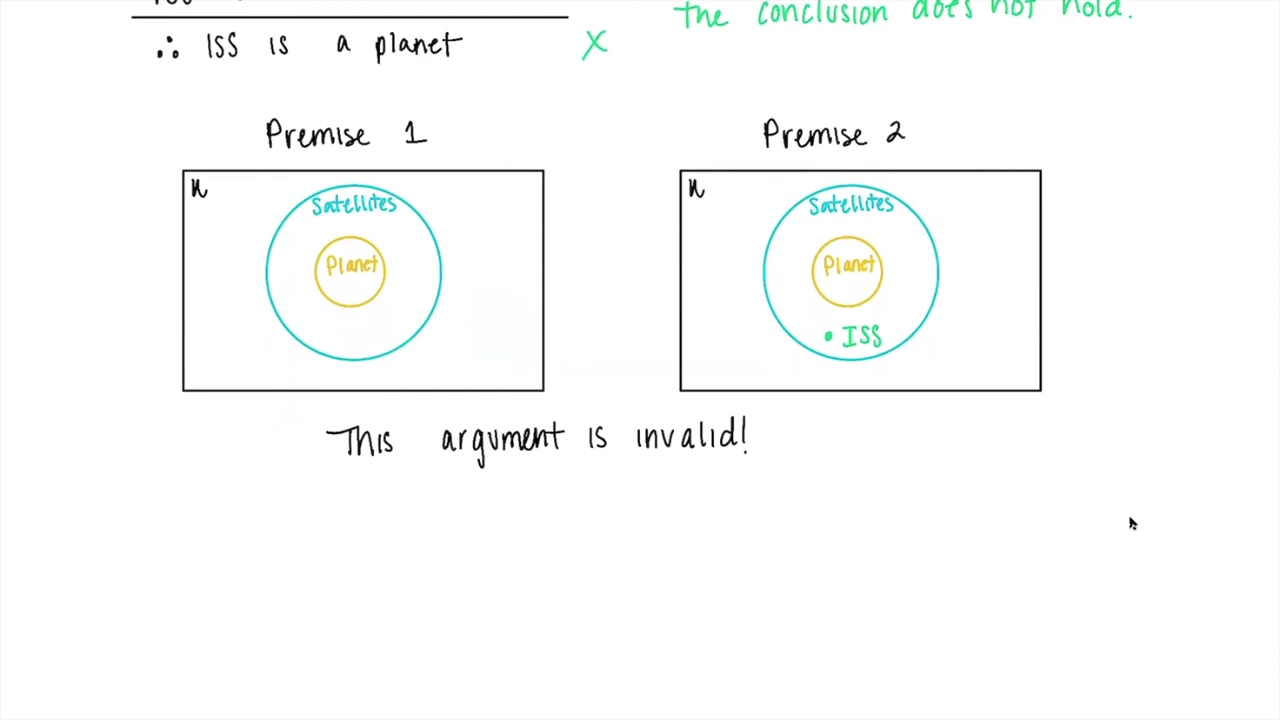 the conclusion does not hold.
∴ ISS is a planet X
Premise 1
Premise 2
U
Satellites
Planet
U
Satellites
Planet
• ISS
This argument is invalid!